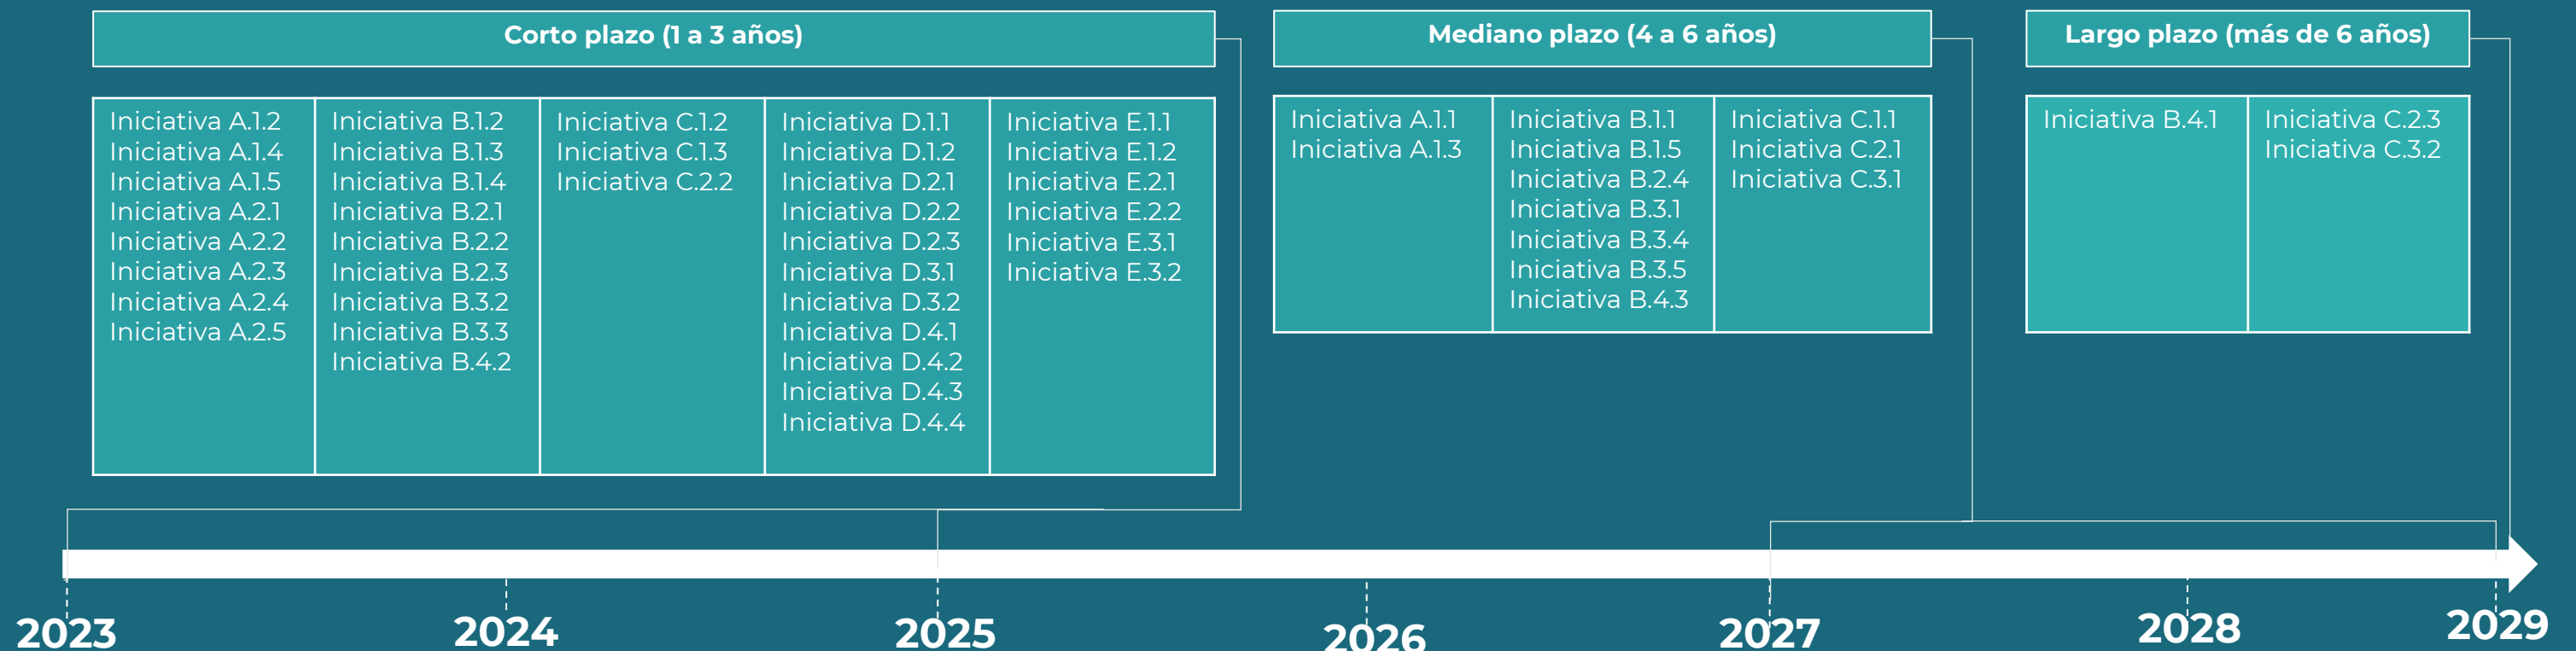 Corto plazo (1 a 3 años)
Iniciativa A.1.2
Iniciativa A.1.4
Iniciativa A.1.5
Iniciativa A.2.1
Iniciativa A.2.2
Iniciativa A.2.3
Iniciativa A.2.4
Iniciativa A.2.5
Iniciativa B.1.2
Iniciativa B.1.3
Iniciativa B.1.4
Iniciativa B.2.1
Iniciativa B.2.2
Iniciativa B.2.3
Iniciativa B.3.2
Iniciativa B.3.3
Iniciativa B.4.2
Iniciativa C.1.2
Iniciativa C.1.3
Iniciativa C.2.2
Iniciativa D.1.1
Iniciativa D.1.2
Iniciativa D.2.1
Iniciativa D.2.2
Iniciativa D.2.3
Iniciativa D.3.1
Iniciativa D.3.2
Iniciativa D.4.1
Iniciativa D.4.2
Iniciativa D.4.3
Iniciativa D.4.4
Iniciativa E.1.1
Iniciativa E.1.2
Iniciativa E.2.1
Iniciativa E.2.2
Iniciativa E.3.1
Iniciativa E.3.2
Mediano plazo (4 a 6 años)
Iniciativa A.1.1
Iniciativa A.1.3
Iniciativa B.1.1
Iniciativa B.1.5
Iniciativa B.2.4
Iniciativa B.3.1
Iniciativa B.3.4
Iniciativa B.3.5
Iniciativa B.4.3
Iniciativa C.1.1
Iniciativa C.2.1
Iniciativa C.3.1
Largo plazo (más de 6 años)
Iniciativa B.4.1
Iniciativa C.2.3
Iniciativa C.3.2
2023
2024
2025
2026
2027
2028
2029